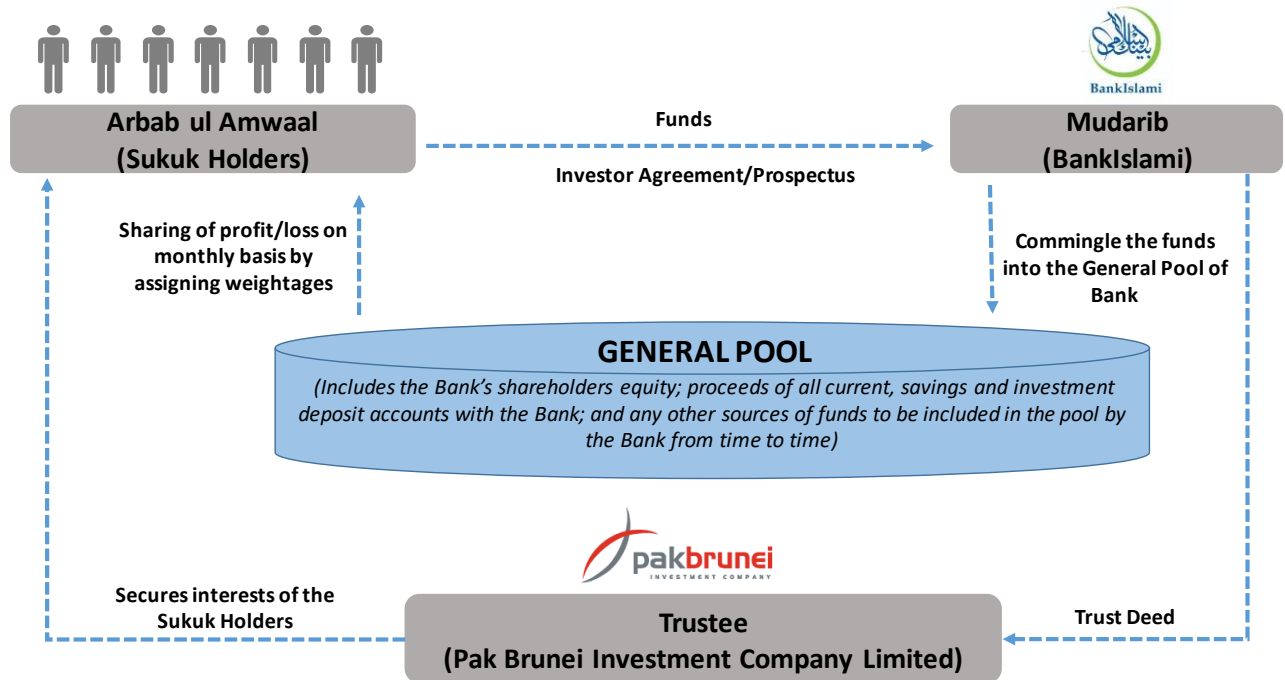 بنك إسلامي
BankIslami
Arbab ul Amwaal
(Sukuk Holders)
Funds
Investor Agreement/Prospectus
Mudarib
(BankIslami)
Sharing of profit/loss on
monthly basis by
assigning weightages
Commingle the funds
into the General Pool of
Bank
GENERAL POOL
(Includes the Bank’s shareholders equity; proceeds of all current, savings and investment
deposit accounts with the Bank; and any other sources of funds to be included in the pool by
the Bank from time to time)
pakbrunei
INVESTMENT COMPANY
Secures interests of the
Sukuk Holders
Trustee
(Pak Brunei Investment Company Limited)
Trust Deed